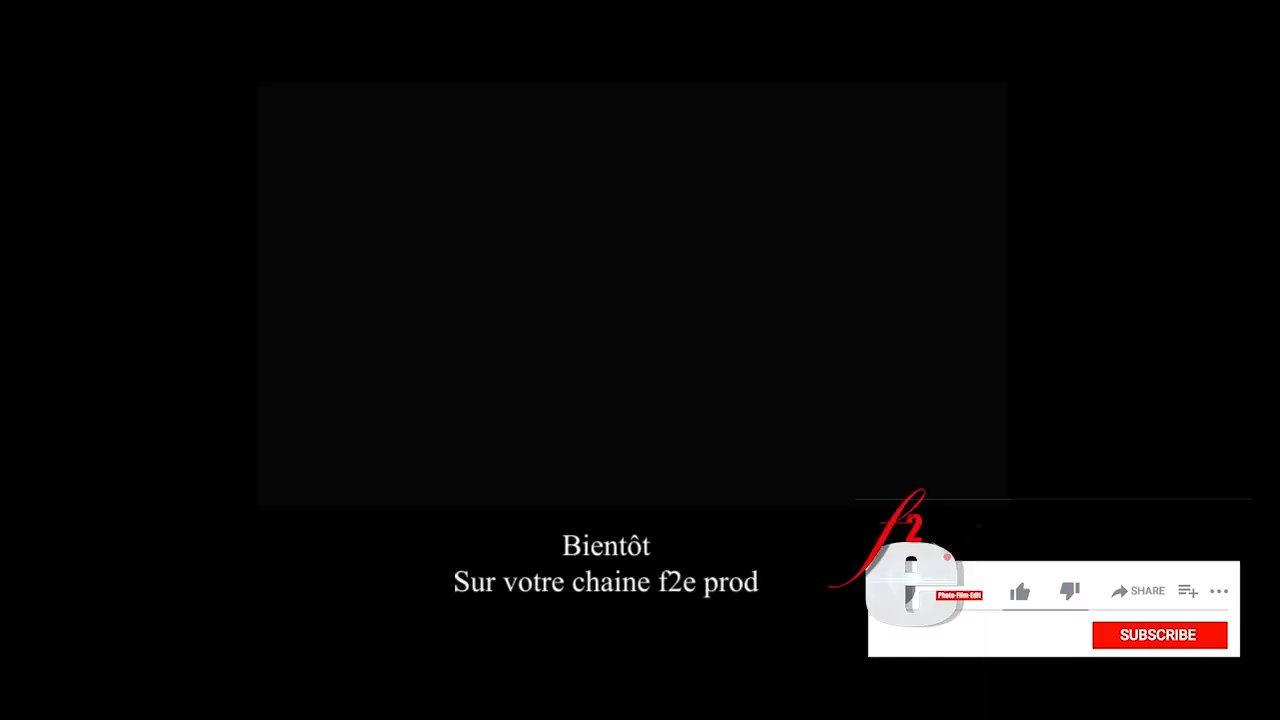 Bientôt
Sur votre chaine f2e prod
f2
e
Photo-Film-Edit
SHARE
SUBSCRIBE